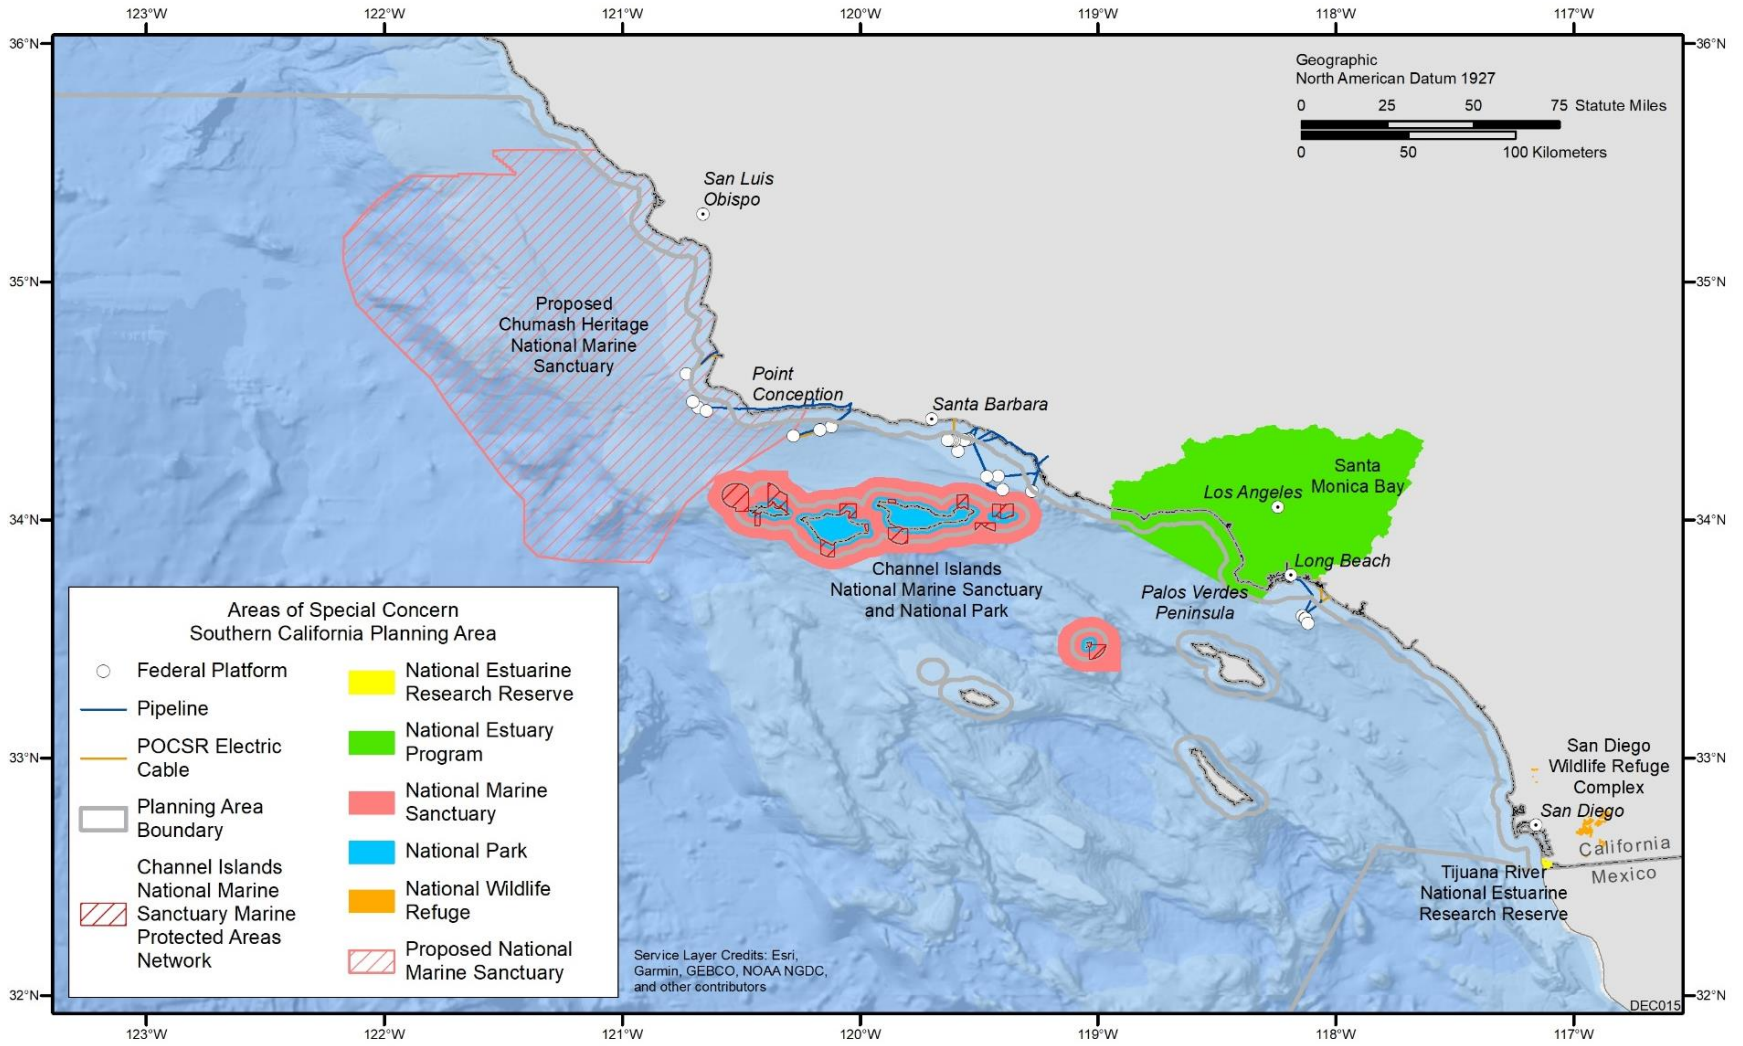 123°W
122°W
121°W
120°W
119°W
118°W
117°W
36°N
36°N
Geographic
North American Datum 1927
0 25 50 75 Statute Miles
0 50 100 Kilometers
San Luis
Obispo
35°N
35°N
Proposed
Chumash Heritage
National Marine
Sanctuary
Point
Conception
Santa Barbara
Santa
Monica Bay
Los Angeles
34°N
34°N
Long Beach
Channel Islands
National Marine Sanctuary
and National Park
Palos Verdes
Peninsula
Areas of Special Concern
Southern California Planning Area
Federal Platform
Pipeline
POCSR Electric
Cable
Planning Area
Boundary
Channel Islands
National Marine
Sanctuary Marine
Protected Areas
Network
National Estuarine
Research Reserve
National Estuary
Program
National Marine
Sanctuary
National Park
National Wildlife
Refuge
Proposed National
Marine Sanctuary
33°N
33°N
San Diego
Wildlife Refuge
Complex
San Diego
California
Mexico
Tijuana River
National Estuarine
Research Reserve
Service Layer Credits: Esri,
Garmin, GEBCO, NOAA NGDC,
and other contributors
32°N
32°N
DEC015
123°W
122°W
121°W
120°W
119°W
118°W
117°W